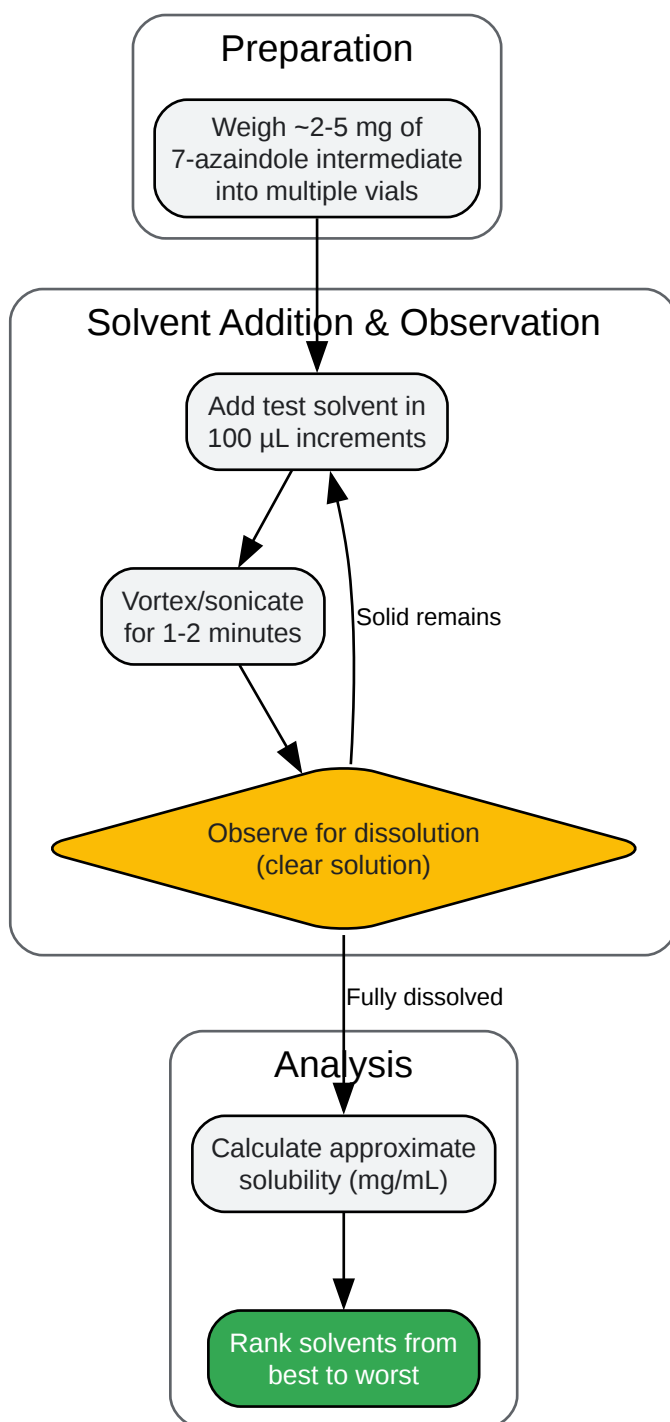 Preparation
Weigh ~2-5 mg of
7-azaindole intermediate
into multiple vials
Solvent Addition & Observation
Add test solvent in
100 µL increments
Vortex/sonicate
for 1-2 minutes
Solid remains
Observe for dissolution
(clear solution)
Fully dissolved
Analysis
Calculate approximate
solubility (mg/mL)
Rank solvents from
best to worst